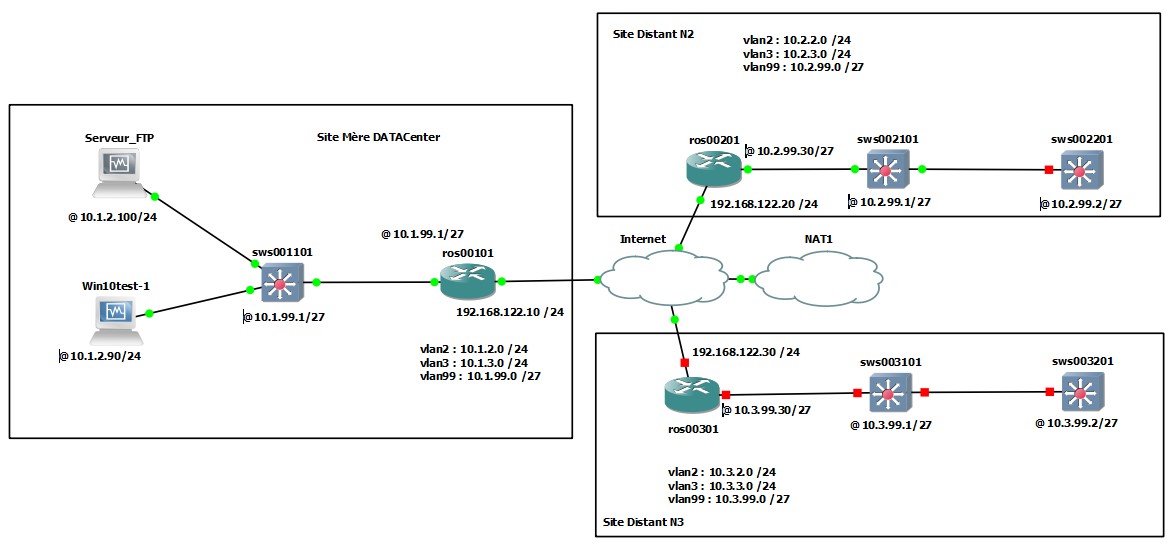 Site Mère DATACenter
Serveur_FTP
@10.1.2.100/24
sws001101
@10.1.99.1/27
Win10test-1
@10.1.2.90/24
@10.1.99.1/27
ros00101
192.168.122.10 /24
vlan2 : 10.1.2.0 /24
vlan3 : 10.1.3.0 /24
vlan99 : 10.1.99.0 /27
Internet
NAT1
Site Distant N2
vlan2 : 10.2.2.0 /24
vlan3 : 10.2.3.0 /24
vlan99 : 10.2.99.0 /27
ros00201
@10.2.99.30/27
192.168.122.20 /24
sws002101
@10.2.99.1/27
sws002201
@10.2.99.2/27
192.168.122.30 /24
ros00301
@10.3.99.30/27
sws003101
@10.3.99.1/27
sws003201
@10.3.99.2/27
vlan2 : 10.3.2.0 /24
vlan3 : 10.3.3.0 /24
vlan99 : 10.3.99.0 /27
Site Distant N3